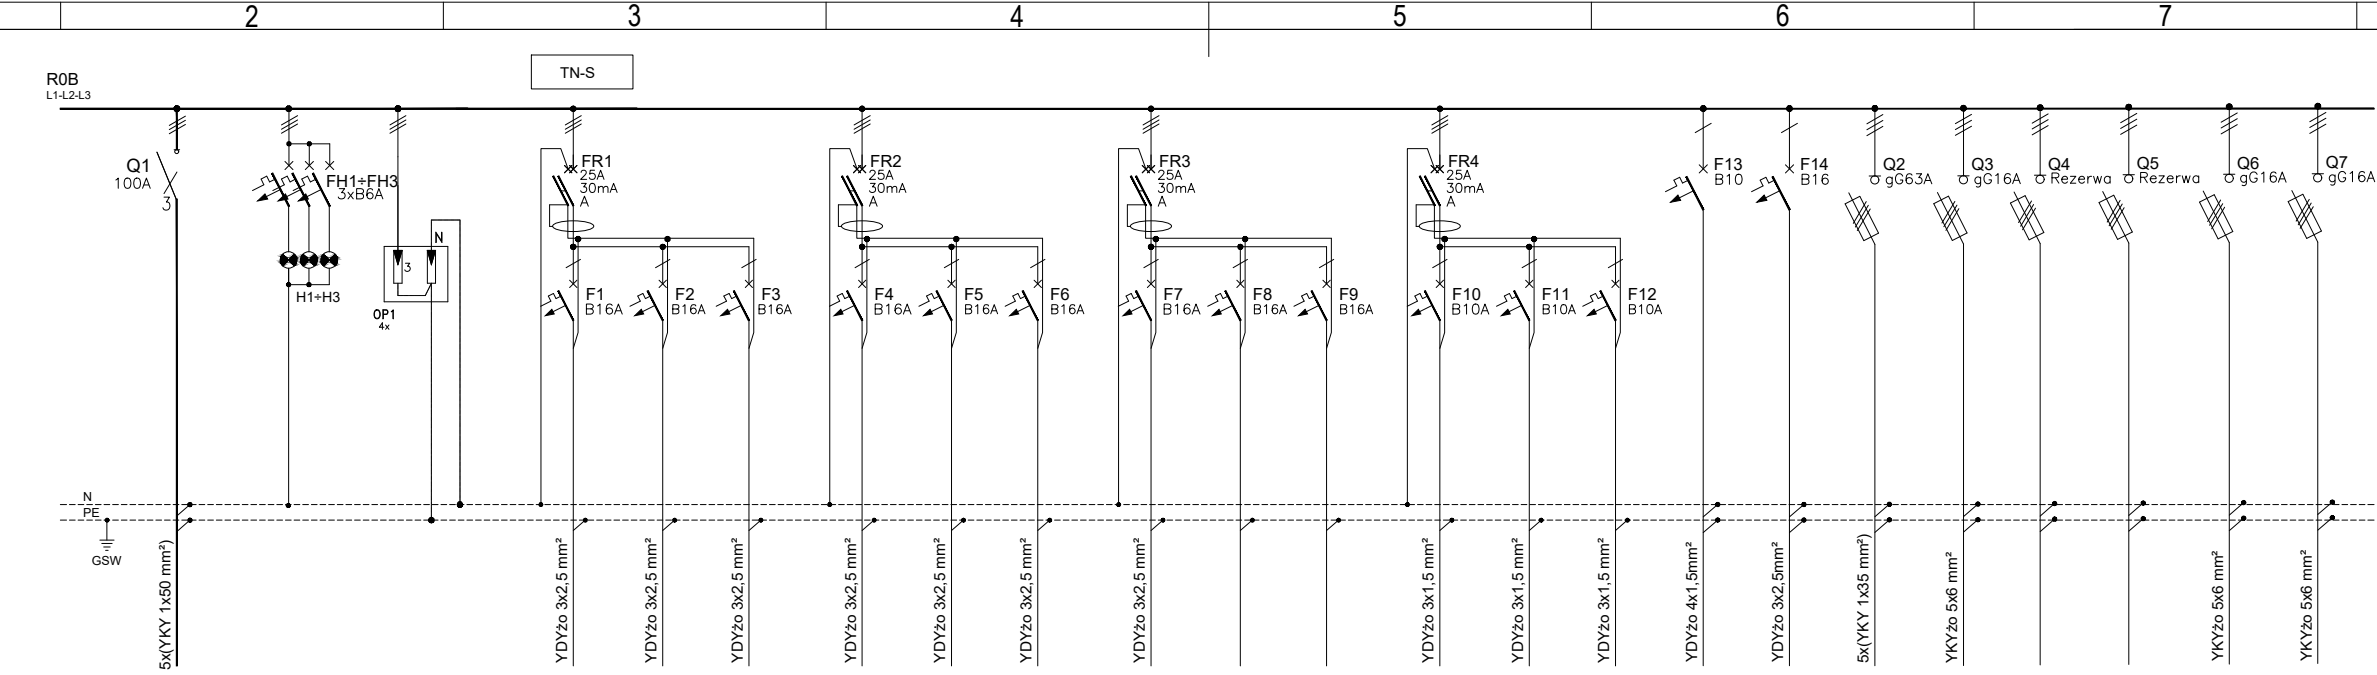 2 3 4 5 6 7
TN-S
R0B
L1-L2-L3
Q1
100A
3
FH1÷FH3
3xB6A
H1÷H3
N
3
OP1
4x
FR1
25A
30mA
A
FR2
25A
30mA
A
FR3
25A
30mA
A
FR4
25A
30mA
A
F1
B16A
F2
B16A
F3
B16A
F4
B16A
F5
B16A
F6
B16A
F7
B16A
F8
B16A
F9
B16A
F10
B10A
F11
B10A
F12
B10A
F13
B10
F14
B16
Q2
gG63A
Q3
gG16A
Q4
Rezerwa
Q5
Rezerwa
Q6
gG16A
Q7
gG16A
N
PE
GSW
5x(YKY 1x50 mm²)
YDYżo 3x2,5 mm²
YDYżo 3x2,5 mm²
YDYżo 3x2,5 mm²
YDYżo 3x2,5 mm²
YDYżo 3x2,5 mm²
YDYżo 3x2,5 mm²
YDYżo 3x2,5 mm²
YDYżo 3x1,5 mm²
YDYżo 3x1,5 mm²
YDYżo 3x1,5 mm²
YDYżo 4x1,5mm²
YDYżo 3x2,5mm²
5x(YKY 1x35 mm²)
YKYżo 5x6 mm²
YKYżo 5x6 mm²
YKYżo 5x6 mm²